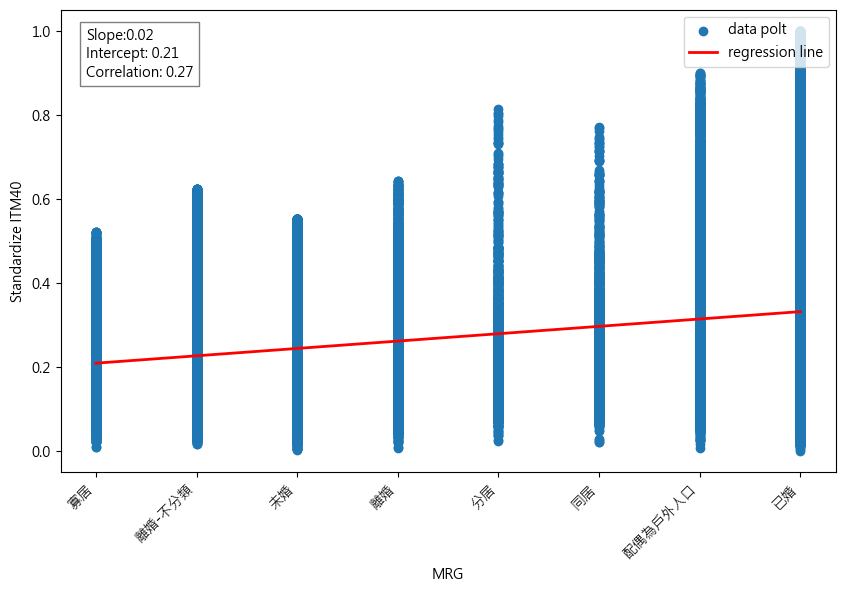 Slope:0.02
Intercept: 0.21
Correlation: 0.27
data polt
regression line
1.0
0.8
0.6
0.4
0.2
0.0
Standardize ITM40
寡居
離婚-不分類
未婚
離婚
分居
同居
配偶為戶外人口
已婚
MRG